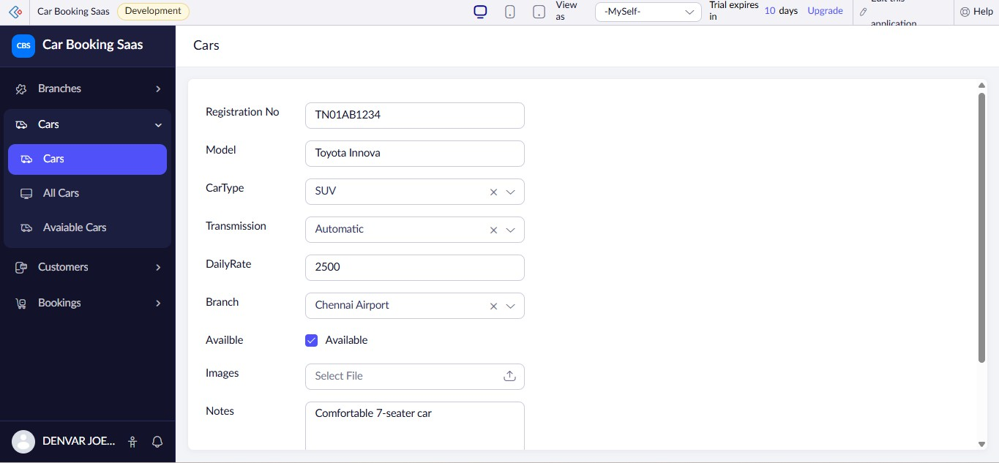 Car Booking Saas
Development
View as
-MySelf-
Trial expires in
10 days
Upgrade
Edit this application
Help
CBS
Car Booking Saas
Cars
Branches
Cars
Cars
All Cars
Avaiable Cars
Customers
Bookings
DENVAR JOE...
Registration No
TN01AB1234
Model
Toyota Innova
CarType
SUV
Transmission
Automatic
DailyRate
2500
Branch
Chennai Airport
Availble
Available
Images
Select File
Notes
Comfortable 7-seater car